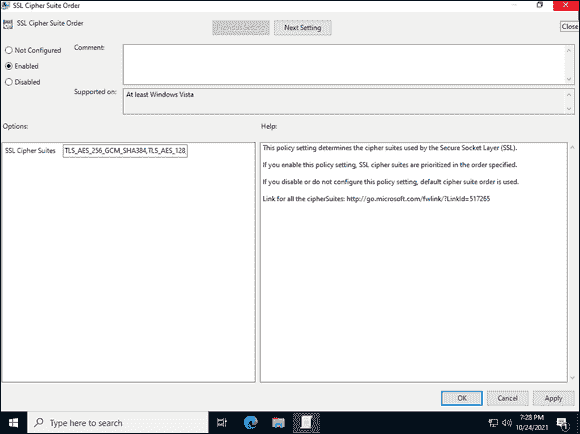 SSL Cipher Suite Order
Close
SSL Cipher Suite Order
Previous Setting
Next Setting
Not Configured
Enabled
Disabled
Comment:
Supported on:
At least Windows Vista
Options:
Help:
SSL Cipher Suites
TLS_AES_256_GCM_SHA384,TLS_AES_128
This policy setting determines the cipher suites used by the Secure Socket Layer (SSL).
If you enable this policy setting, SSL cipher suites are prioritized in the order specified.
If you disable or do not configure this policy setting, default cipher suite order is used.
Link for all the cipherSuites: http://go.microsoft.com/fwlink/?LinkId=517265
OK
Cancel
Apply
Type here to search
7:28 PM
10/24/2021